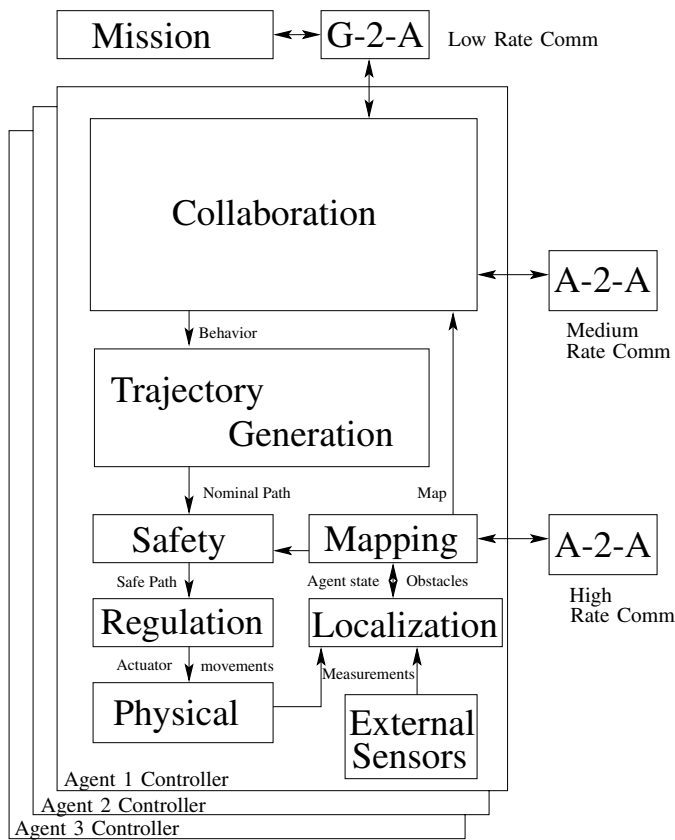 Mission
G-2-A
Low Rate Comm
Collaboration
A-2-A
Medium
Rate Comm
Behavior
Trajectory
Generation
Nominal Path
Map
Safety
Mapping
A-2-A
High
Rate Comm
Safe Path
Agent state
Obstacles
Regulation
Localization
Actuator
movements
Measurements
Physical
External
Sensors
Agent 1 Controller
Agent 2 Controller
Agent 3 Controller